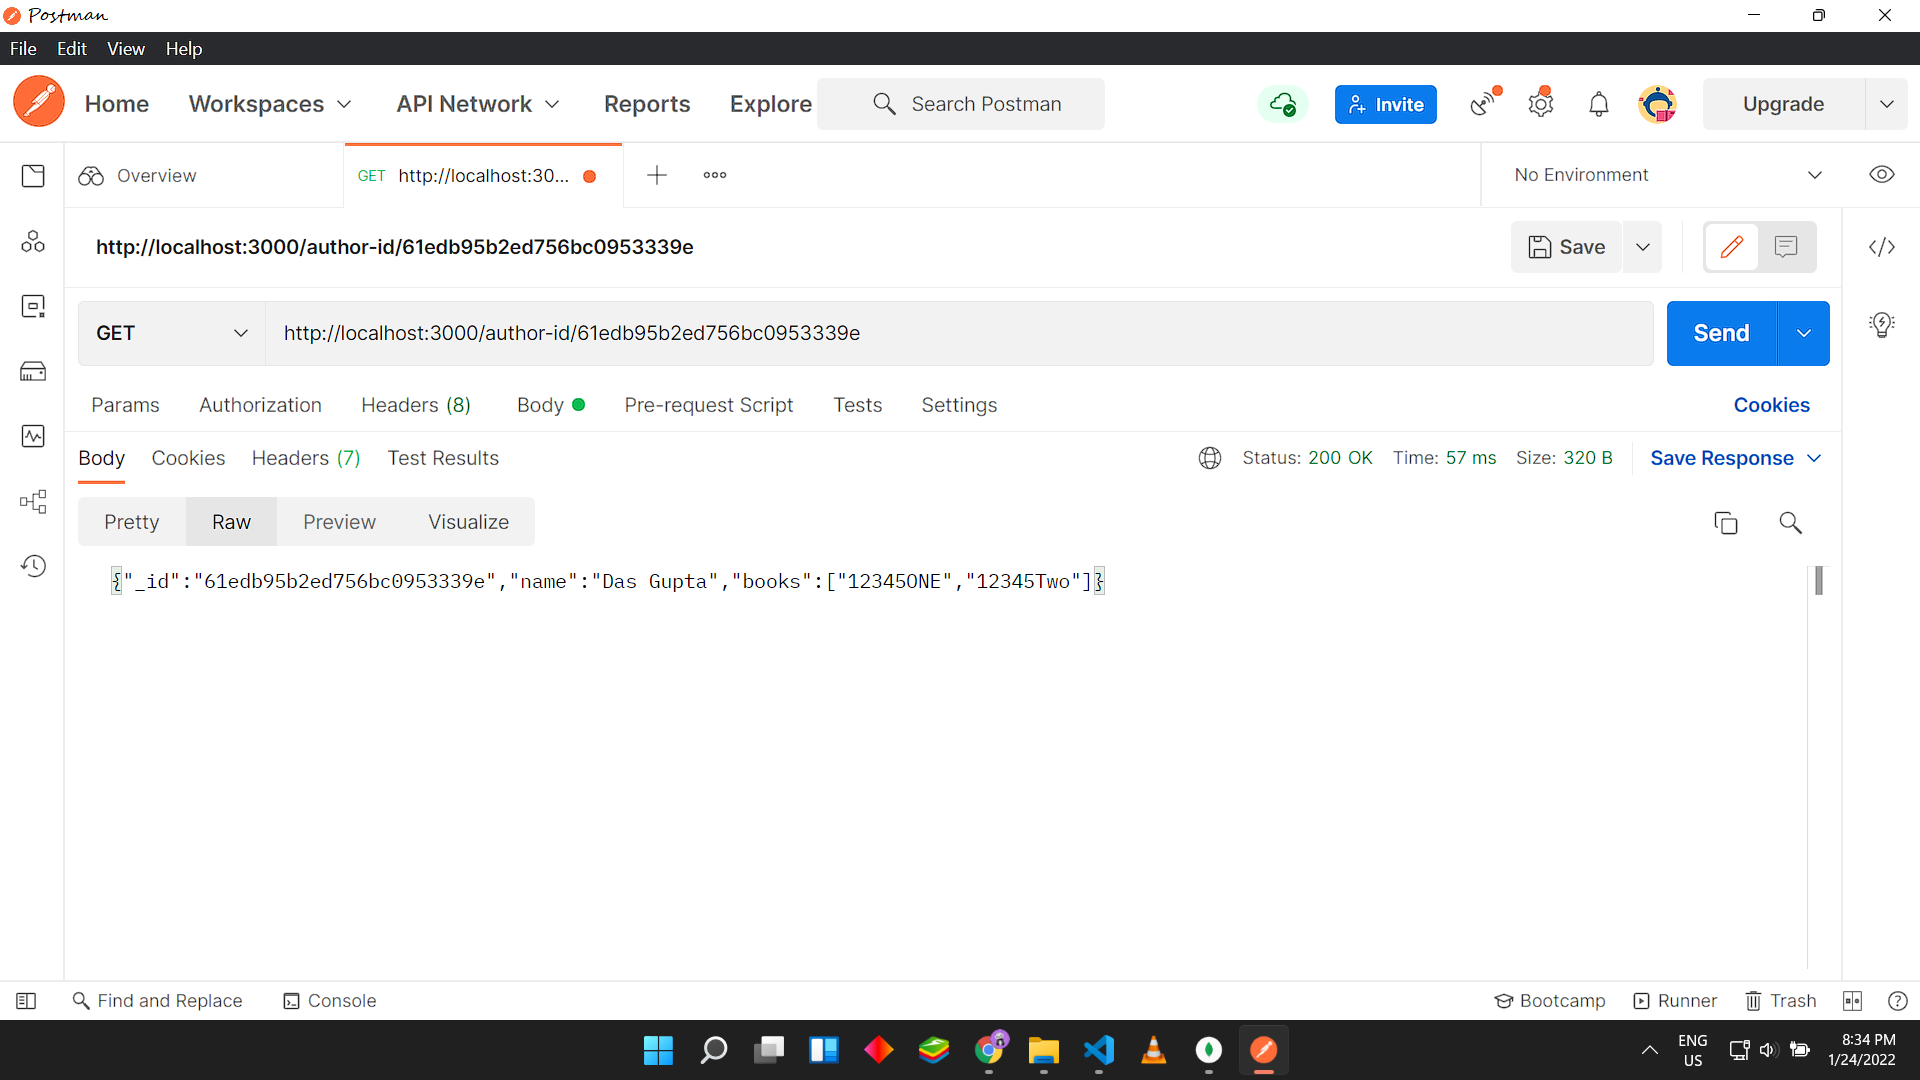 Postman
File Edit View Help
Home Workspaces API Network Reports Explore Search Postman Invite Upgrade
Overview GET http://localhost:30... No Environment
http://localhost:3000/author-id/61edb95b2ed756bc0953339e Save
GET http://localhost:3000/author-id/61edb95b2ed756bc0953339e Send
Params Authorization Headers (8) Body Pre-request Script Tests Settings Cookies
Body Cookies Headers (7) Test Results Status: 200 OK Time: 57 ms Size: 320 B Save Response
Pretty Raw Preview Visualize
{"_id":"61edb95b2ed756bc0953339e","name":"Das Gupta","books":["12345ONE","12345Two"]}
Find and Replace Console Bootcamp Runner Trash
ENG 8:34 PM
US 1/24/2022